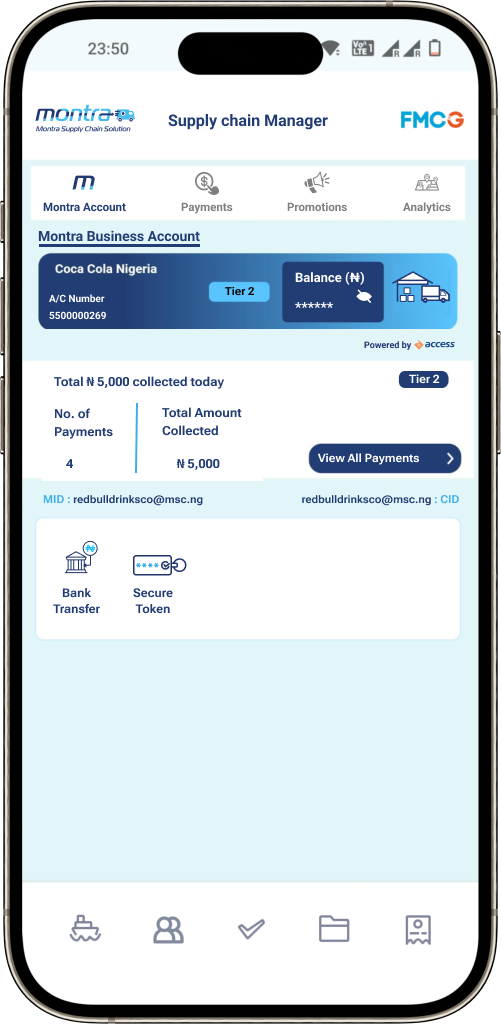 23:50
Vo)) LTE 1 R R
montra
Montra Supply Chain Solution
Supply chain Manager
FMCG
Montra Account
Payments
Promotions
Analytics
Montra Business Account
Coca Cola Nigeria
A/C Number
5500000269
Tier 2
Balance (₦)
******
Powered by access
Total ₦ 5,000 collected today
Tier 2
No. of
Payments
4
Total Amount
Collected
₦ 5,000
View All Payments
MID : redbulldrinksco@msc.ng
redbulldrinksco@msc.ng : CID
Bank
Transfer
Secure
Token